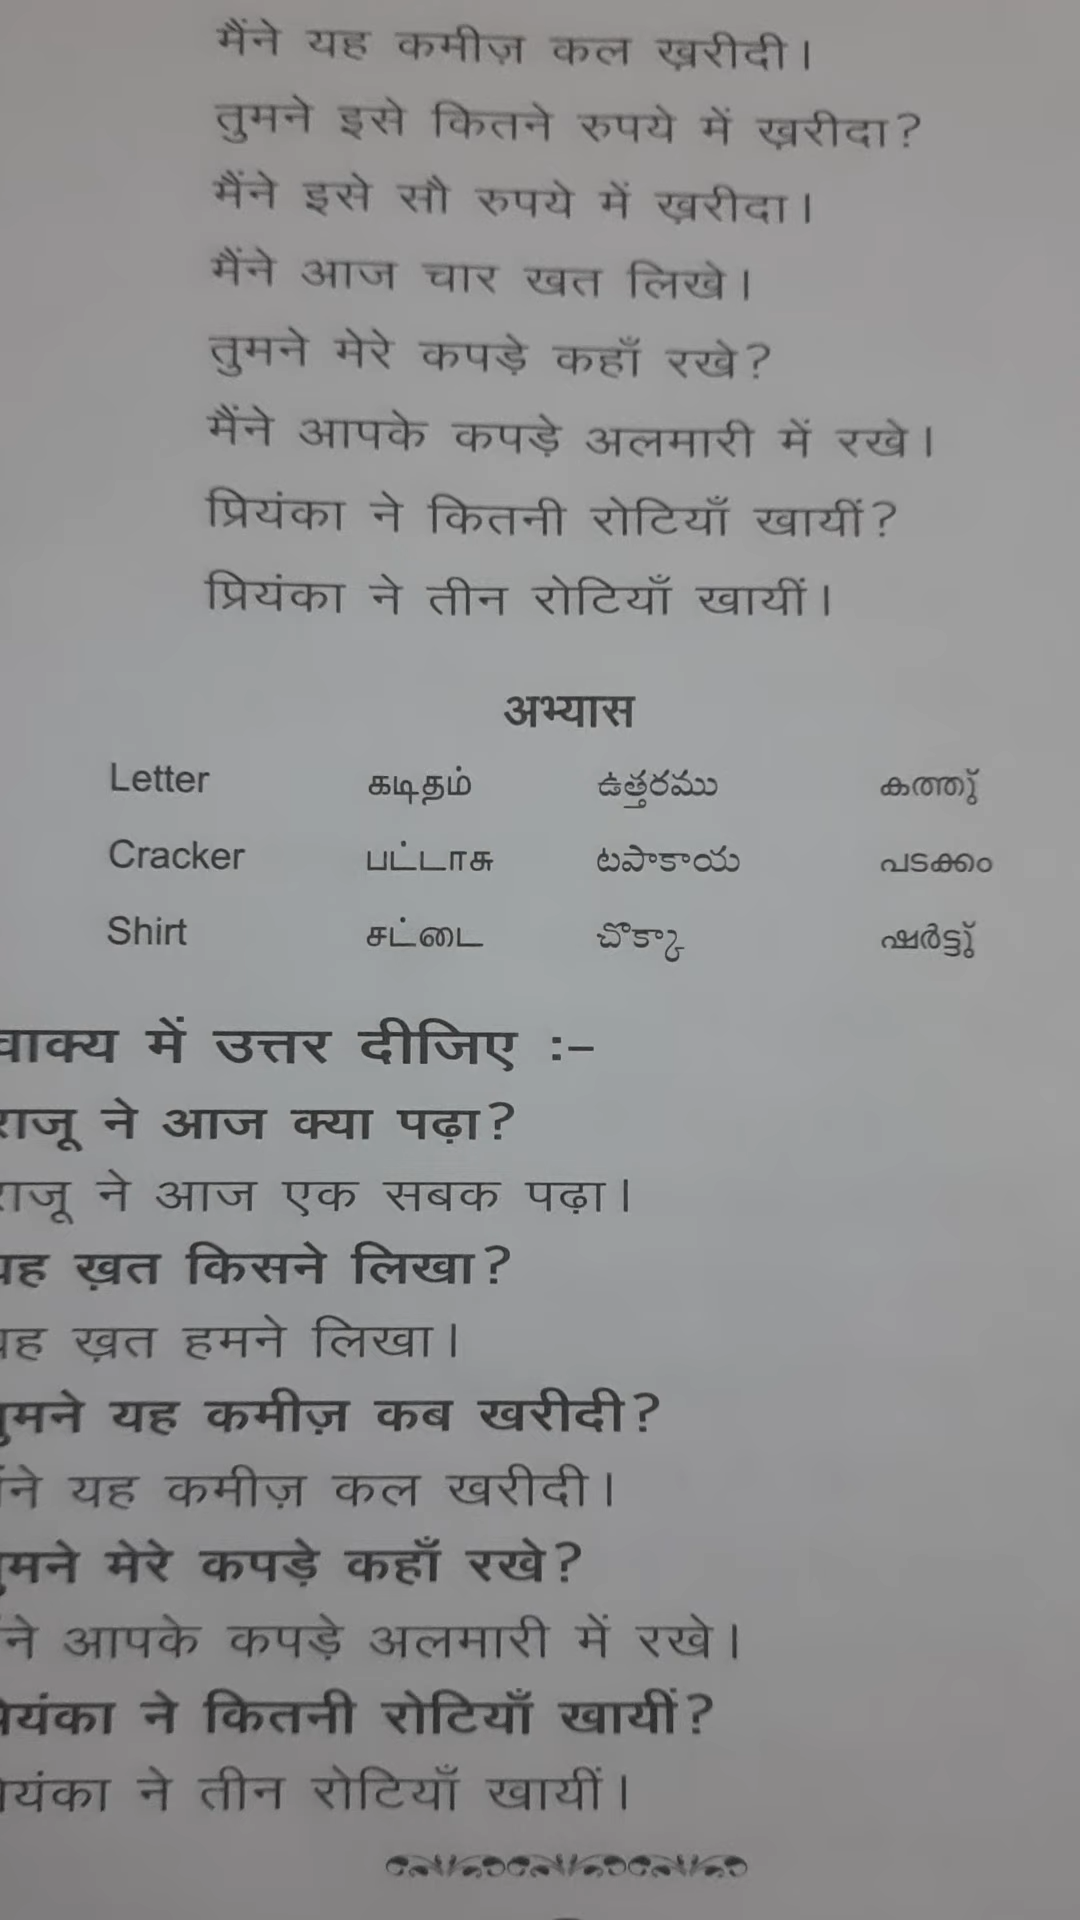 मैंने यह कमीज़ कल ख़रीदी।
तुमने इसे कितने रुपये में ख़रीदा?
मैंने इसे सौ रुपये में ख़रीदा।
मैंने आज चार खत लिखे।
तुमने मेरे कपड़े कहाँ रखे?
मैंने आपके कपड़े अलमारी में रखे।
प्रियंका ने कितनी रोटियाँ खायीं?
प्रियंका ने तीन रोटियाँ खायीं।
अभ्यास
Letter கடிதம் ఉత్తరము കത്തു്
Cracker பட்டாசு టపాకాయ പടക്കം
Shirt சட்டை చొక్కా ഷർട്ടു്
वाक्य में उत्तर दीजिए :–
राजू ने आज क्या पढ़ा?
राजू ने आज एक सबक पढ़ा।
यह ख़त किसने लिखा?
यह ख़त हमने लिखा।
तुमने यह कमीज़ कब खरीदी?
मैंने यह कमीज़ कल खरीदी।
तुमने मेरे कपड़े कहाँ रखे?
मैंने आपके कपड़े अलमारी में रखे।
प्रियंका ने कितनी रोटियाँ खायीं?
प्रियंका ने तीन रोटियाँ खायीं।